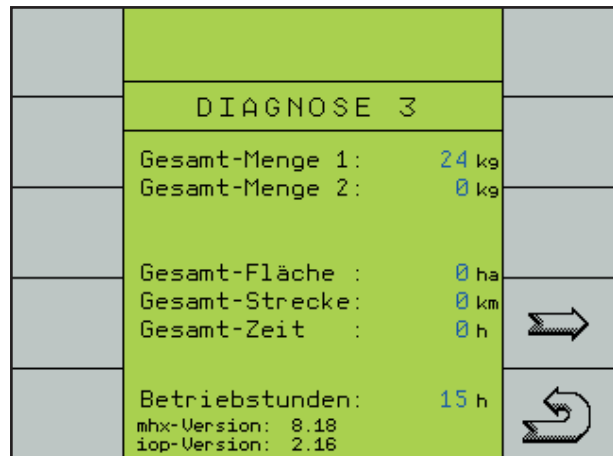 DIAGNOSE 3
Gesamt-Menge 1: 24 kg
Gesamt-Menge 2: 0 kg
Gesamt-Fläche : 0 ha
Gesamt-Strecke: 0 km
Gesamt-Zeit : 0 h
Betriebstunden: 15 h
mhx-Version: 8.18
iop-Version: 2.16